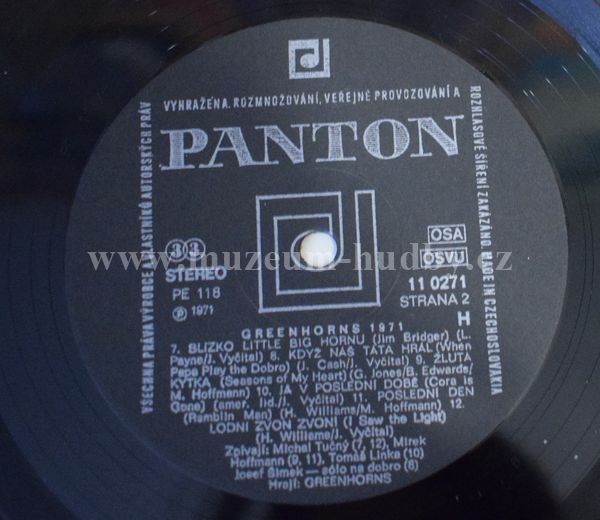 VYHRAŽENA. ROZMNOŽOVÁNÍ, VEŘEJNÉ PROVOZOVÁNÍ A
ROZHLASOVÉ ŠÍŘENÍ ZAKÁZÁNO. MADE IN CZECHOSLOVAKIA
VŠECHNA PRÁVA VÝROBCE A VLASTNÍKŮ AUTORSKÝCH PRÁV
PANTON
www.muzeum-hudby.cz
33
STEREO
PE 118
Ⓟ 1971
OSA
OSVU
11 0271
STRANA 2
H
GREENHORNS 1971
7. BLÍZKO LITTLE BIG HORNU (Jim Bridger) (L.
Payne/J. Vyčítal) 8. KDYŽ NÁŠ TÁTA HRÁL (When
Papa Play the Dobro) (J. Cash/J. Vyčítal) 9. ŽLUTÁ
KYTKA (Seasons of My Heart) (G. Jones/B. Edwards/
M. Hoffmann) 10. JÁ V POSLEDNÍ DOBĚ (Cora is
Gone) (amer. lid./J. Vyčítal) 11. POSLEDNÍ DEN
(Ramblin Man) (H. Williams/M. Hoffmann) 12.
LODNÍ ZVON ZVONÍ (I Saw the Light)
(H. Williams/J. Vyčítal)
Zpívají: Michal Tučný (7, 12), Mirek
Hoffmann (9, 11), Tomáš Linka (10)
Josef Šimek — sólo na dobro (8)
Hrají: GREENHORNS